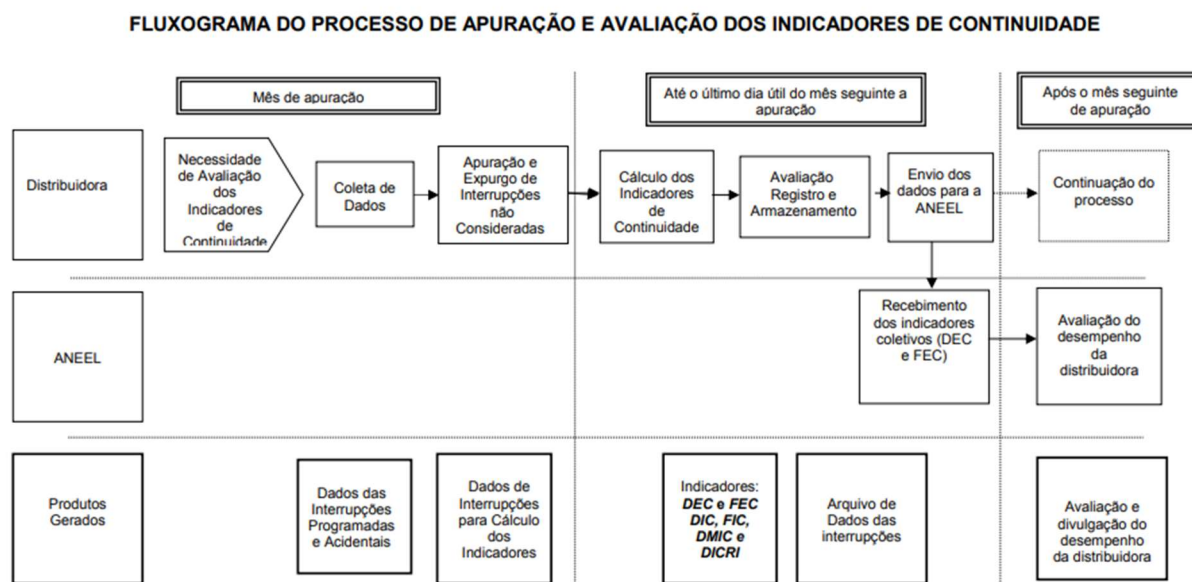 FLUXOGRAMA DO PROCESSO DE APURAÇÃO E AVALIAÇÃO DOS INDICADORES DE CONTINUIDADE
Mês de apuração
Até o último dia útil do mês seguinte a
apuração
Após o mês seguinte
de apuração
Distribuidora
Necessidade
de Avaliação
dos
Indicadores
de
Continuidade
Coleta de
Dados
Apuração e
Expurgo de
Interrupções
não
Consideradas
Cálculo dos
Indicadores
de
Continuidade
Avaliação
Registro e
Armazenamento
Envio dos
dados para a
ANEEL
Continuação do
processo
ANEEL
Recebimento
dos indicadores
coletivos (DEC
e FEC)
Avaliação do
desempenho
da
distribuidora
Produtos
Gerados
Dados das
Interrupções
Programadas
e Acidentais
Dados de
Interrupções
para Cálculo
dos
Indicadores
Indicadores:
DEC e FEC
DIC, FIC,
DMIC e
DICRI
Arquivo de
Dados das
interrupções
Avaliação e
divulgação do
desempenho
da distribuidora